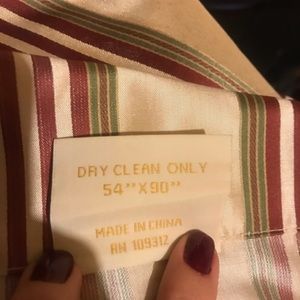 DRY CLEAN ONLY
54"X90"
MADE IN CHINA
RN 109312